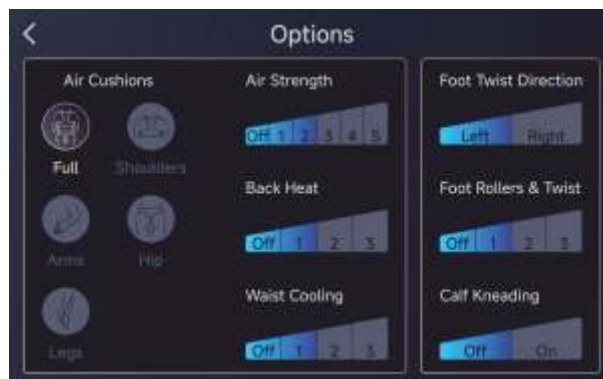 Options
Air Cushions
Full
Shoulders
Arms
Hip
Legs
Air Strength
Off 1 2 3 4 5
Back Heat
Off 1 2 3
Waist Cooling
Off 1 2 3
Foot Twist Direction
Left Right
Foot Rollers & Twist
Off 1 2 3
Calf Kneading
Off On